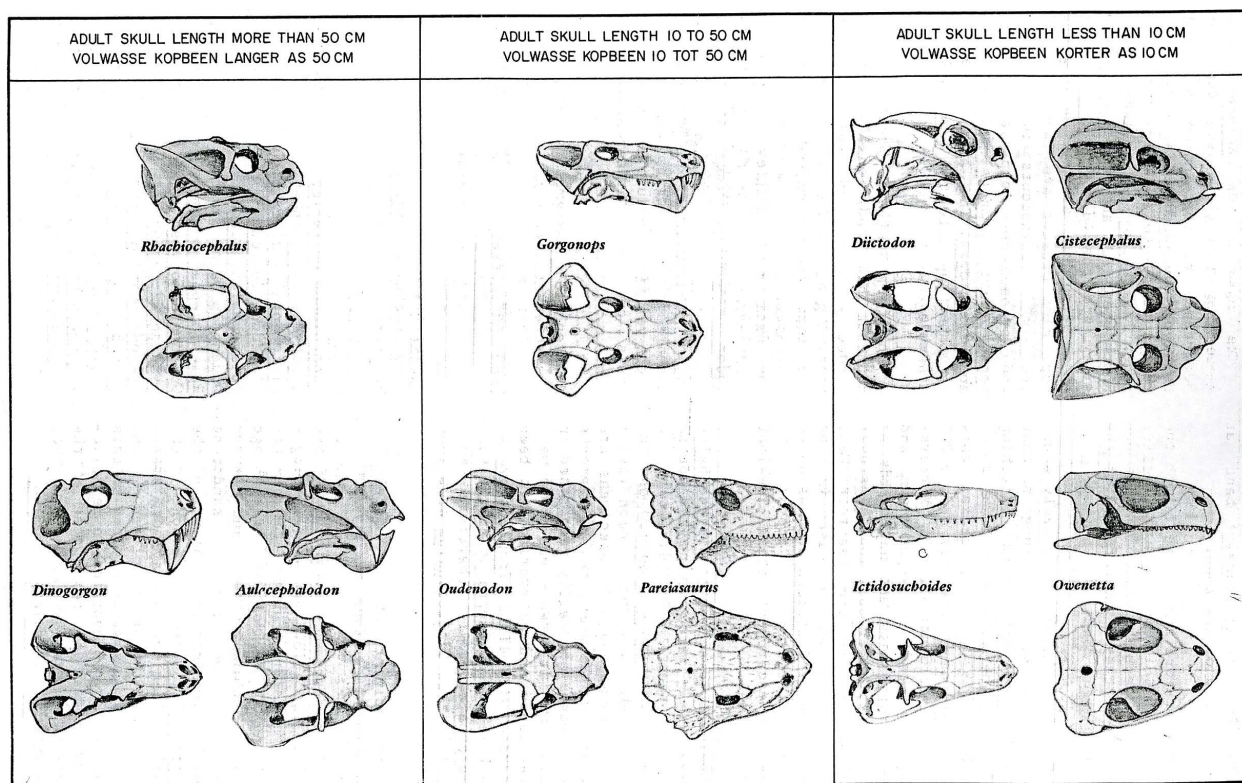 ADULT SKULL LENGTH MORE THAN 50 CM
VOLWASSE KOPBEEN LANGER AS 50 CM
ADULT SKULL LENGTH 10 TO 50 CM
VOLWASSE KOPBEEN 10 TOT 50 CM
ADULT SKULL LENGTH LESS THAN 10 CM
VOLWASSE KOPBEEN KORTER AS 10 CM
Rhachiocephalus
Gorgonops
Diictodon
Cistecephalus
Dinogorgon
Aulacephalodon
Oudenodon
Pareiasaurus
Ictidosuchoides
Owenetta